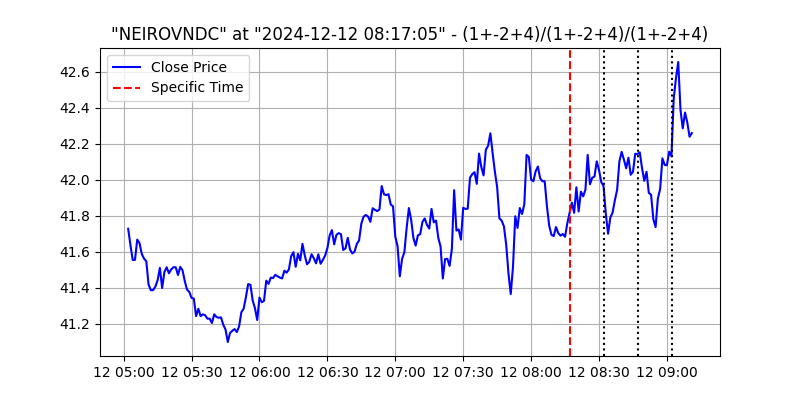 "NEIROVNDC" at "2024-12-12 08:17:05" - (1+-2+4)/(1+-2+4)/(1+-2+4)
Close Price
Specific Time
42.6
42.4
42.2
42.0
41.8
41.6
41.4
41.2
12 05:00 12 05:30 12 06:00 12 06:30 12 07:00 12 07:30 12 08:00 12 08:30 12 09:00